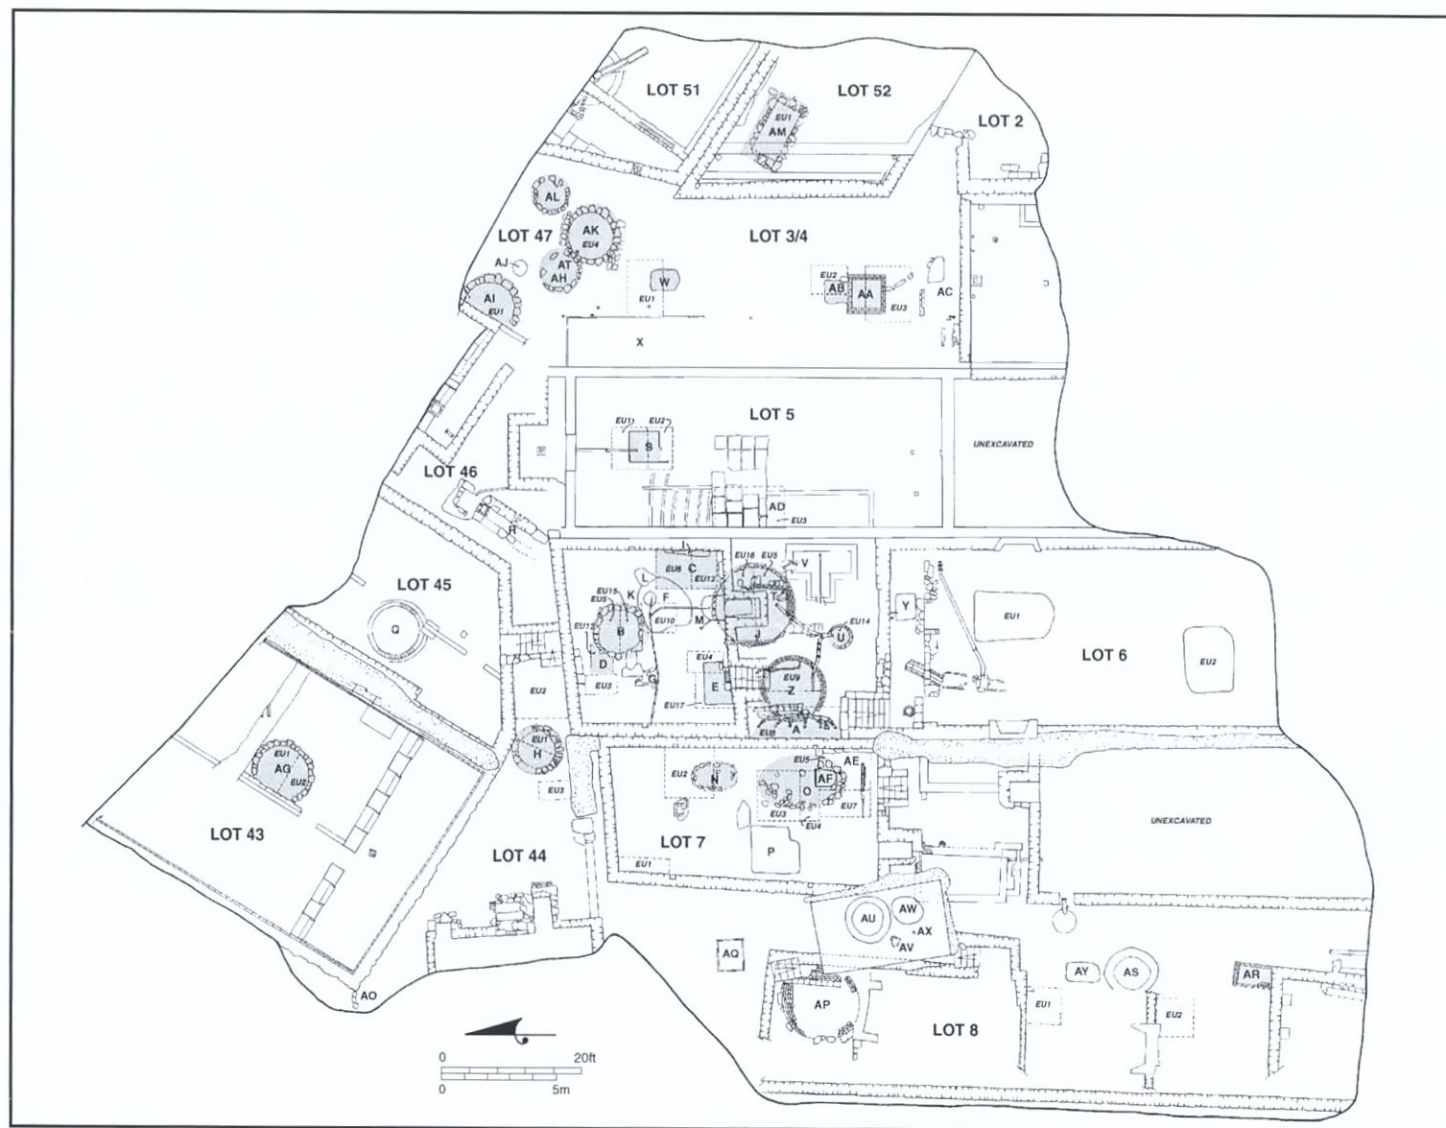 LOT 51
LOT 52
LOT 2
EU1
AM
AL
AK
EU4
LOT 47
LOT 3/4
AJ
AT
AH
AI
EU1
W
EU1
EU2
AB
AA
EU3
AC
X
LOT 5
EU1
EU2
S
UNEXCAVATED
LOT 46
R
AD
EU3
I
EU16
EU5
V
EU8
C
EU12
L
LOT 45
EU15
K
F
EU5
T
Y
EU1
Q
B
EU10
M
J
EU14
U
LOT 6
EU2
D
EU4
EU3
G
E
EU9
Z
EU2
EU17
A
EU1
H
EU1
AG
EU2
EU5
AE
EU2
N
AF
O
EU3
EU7
EU3
EU4
LOT 43
LOT 7
UNEXCAVATED
P
LOT 44
EU1
AU
AW
AX
AV
AQ
AY
AS
AR
AO
AP
EU1
EU2
LOT 8
0 20ft
0 5m